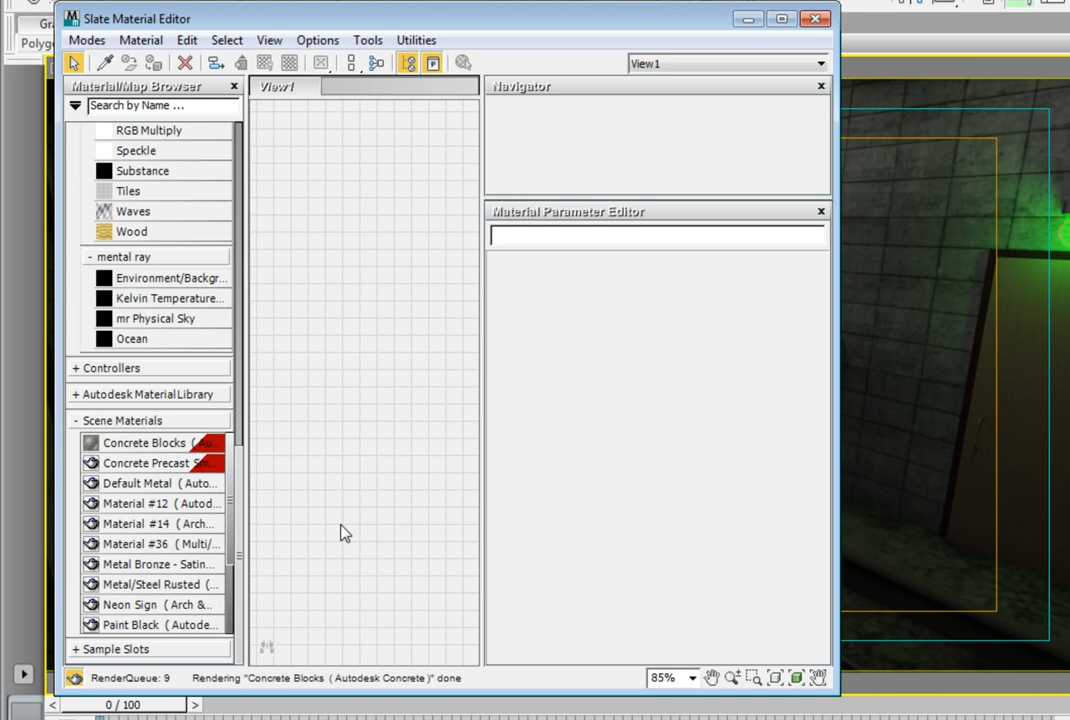 Gr
Polyg
Slate Material Editor
Modes Material Edit Select View Options Tools Utilities
View1
Material/Map Browser
Search by Name ...
RGB Multiply
Speckle
Substance
Tiles
Waves
Wood
- mental ray
Environment/Backgr...
Kelvin Temperature...
mr Physical Sky
Ocean
+ Controllers
+ Autodesk Material Library
- Scene Materials
Concrete Blocks ( Au...
Concrete Precast Sm...
Default Metal ( Auto...
Material #12 ( Autod...
Material #14 ( Arch...
Material #36 ( Multi/...
Metal Bronze - Satin...
Metal/Steel Rusted (...
Neon Sign ( Arch &...
Paint Black ( Autode...
+ Sample Slots
View1
Navigator
Material Parameter Editor
RenderQueue: 9 Rendering "Concrete Blocks ( Autodesk Concrete )" done
85%
< 0 / 100 >